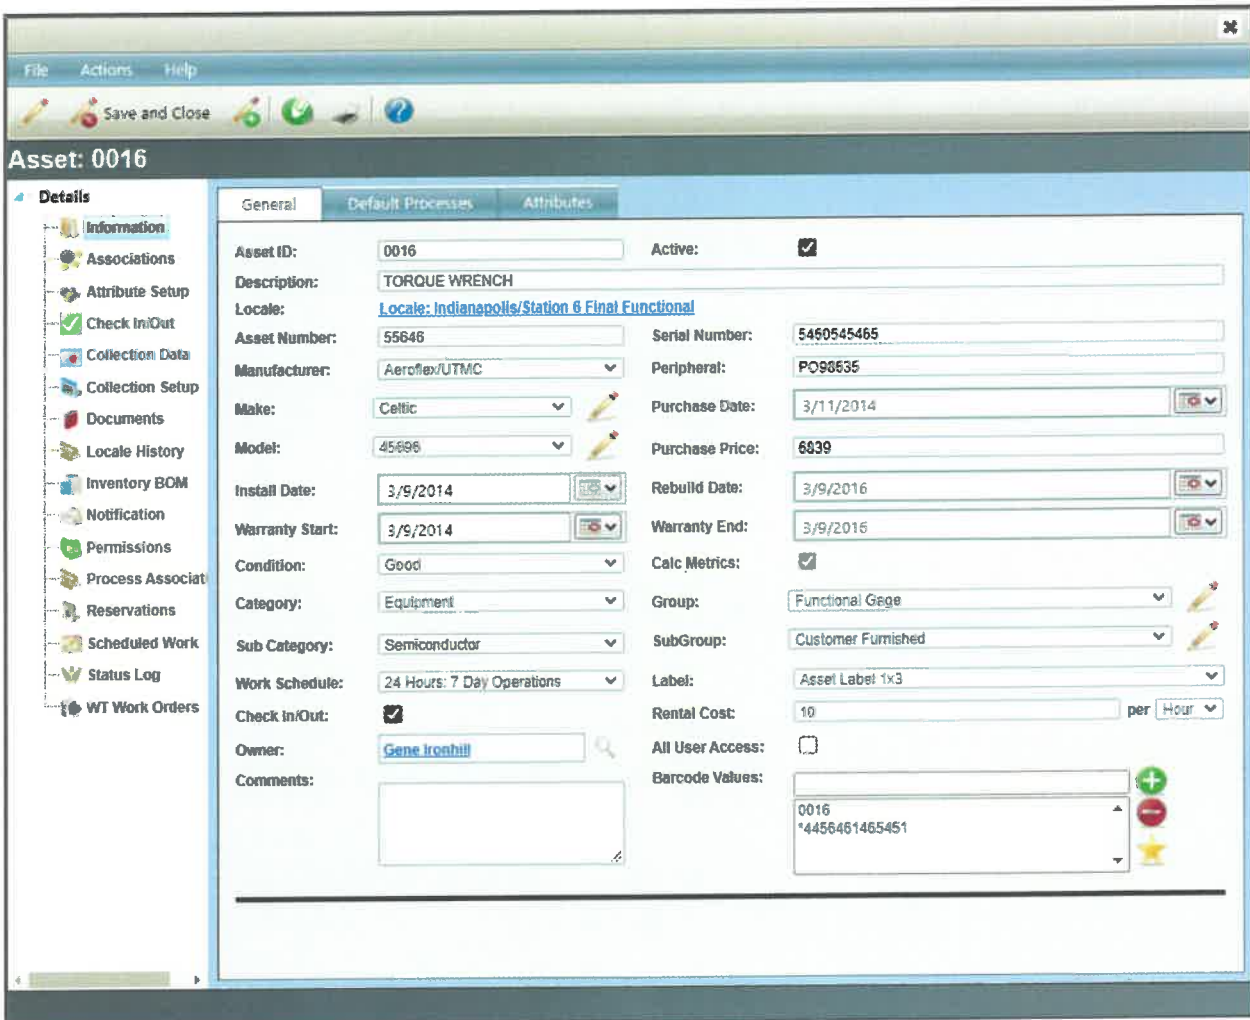 File Actions Help
Save and Close
Asset: 0016
Details
Information
Associations
Attribute Setup
Check In/Out
Collection Data
Collection Setup
Documents
Locale History
Inventory BOM
Notification
Permissions
Process Associati
Reservations
Scheduled Work
Status Log
WT Work Orders
General Default Processes Attributes
Asset ID: 0016 Active:
Description: TORQUE WRENCH
Locale: Locale: Indianapolis/Station 6 Final Functional
Asset Number: 55646 Serial Number: 5460545465
Manufacturer: Aeroflex/UTMC Peripheral: PO98635
Make: Celtic Purchase Date: 3/11/2014
Model: 45696 Purchase Price: 6839
Install Date: 3/9/2014 Rebuild Date: 3/9/2016
Warranty Start: 3/9/2014 Warranty End: 3/9/2016
Condition: Good Calc Metrics:
Category: Equipment Group: Functional Gage
Sub Category: Semiconductor SubGroup: Customer Furnished
Work Schedule: 24 Hours: 7 Day Operations Label: Asset Label 1x3
Check In/Out: Rental Cost: 10 per Hour
Owner: Gene Ironhill All User Access:
Comments: Barcode Values:
0016
*4456461465451